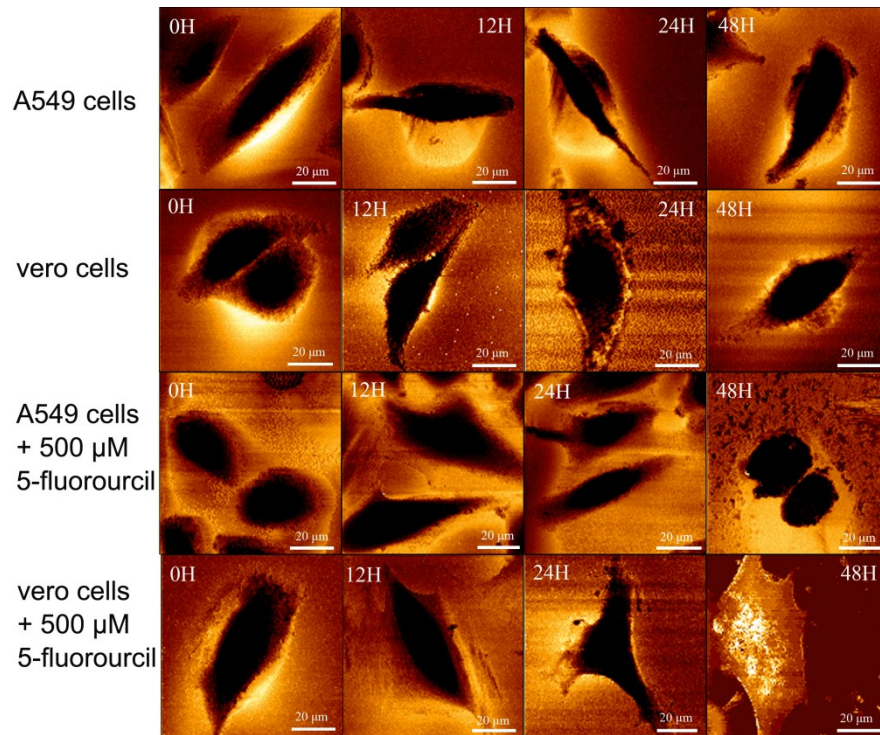 A549 cells
0H
12H
24H
48H
20 μm
20 μm
20 μm
20 μm
vero cells
0H
12H
24H
48H
20 μm
20 μm
20 μm
20 μm
A549 cells
+ 500 μM
5-fluorourcil
0H
12H
24H
48H
20 μm
20 μm
20 μm
20 μm
vero cells
+ 500 μM
5-fluorourcil
0H
12H
24H
48H
20 μm
20 μm
20 μm
20 μm